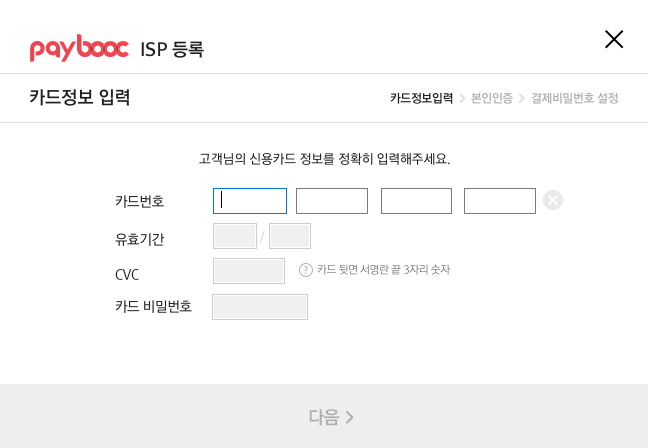 paybooc ISP 등록
카드정보 입력
카드정보입력 > 본인인증 > 결제비밀번호 설정
고객님의 신용카드 정보를 정확히 입력해주세요.
카드번호
유효기간 /
CVC ? 카드 뒷면 서명란 끝 3자리 숫자
카드 비밀번호
다음 >